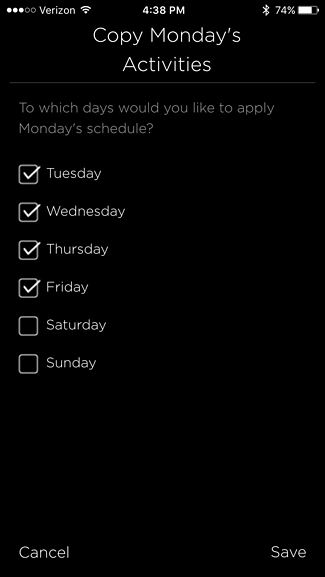 Verizon 4:38 PM 74%
Copy Monday's
Activities
To which days would you like to apply
Monday's schedule?
Tuesday
Wednesday
Thursday
Friday
Saturday
Sunday
Cancel Save